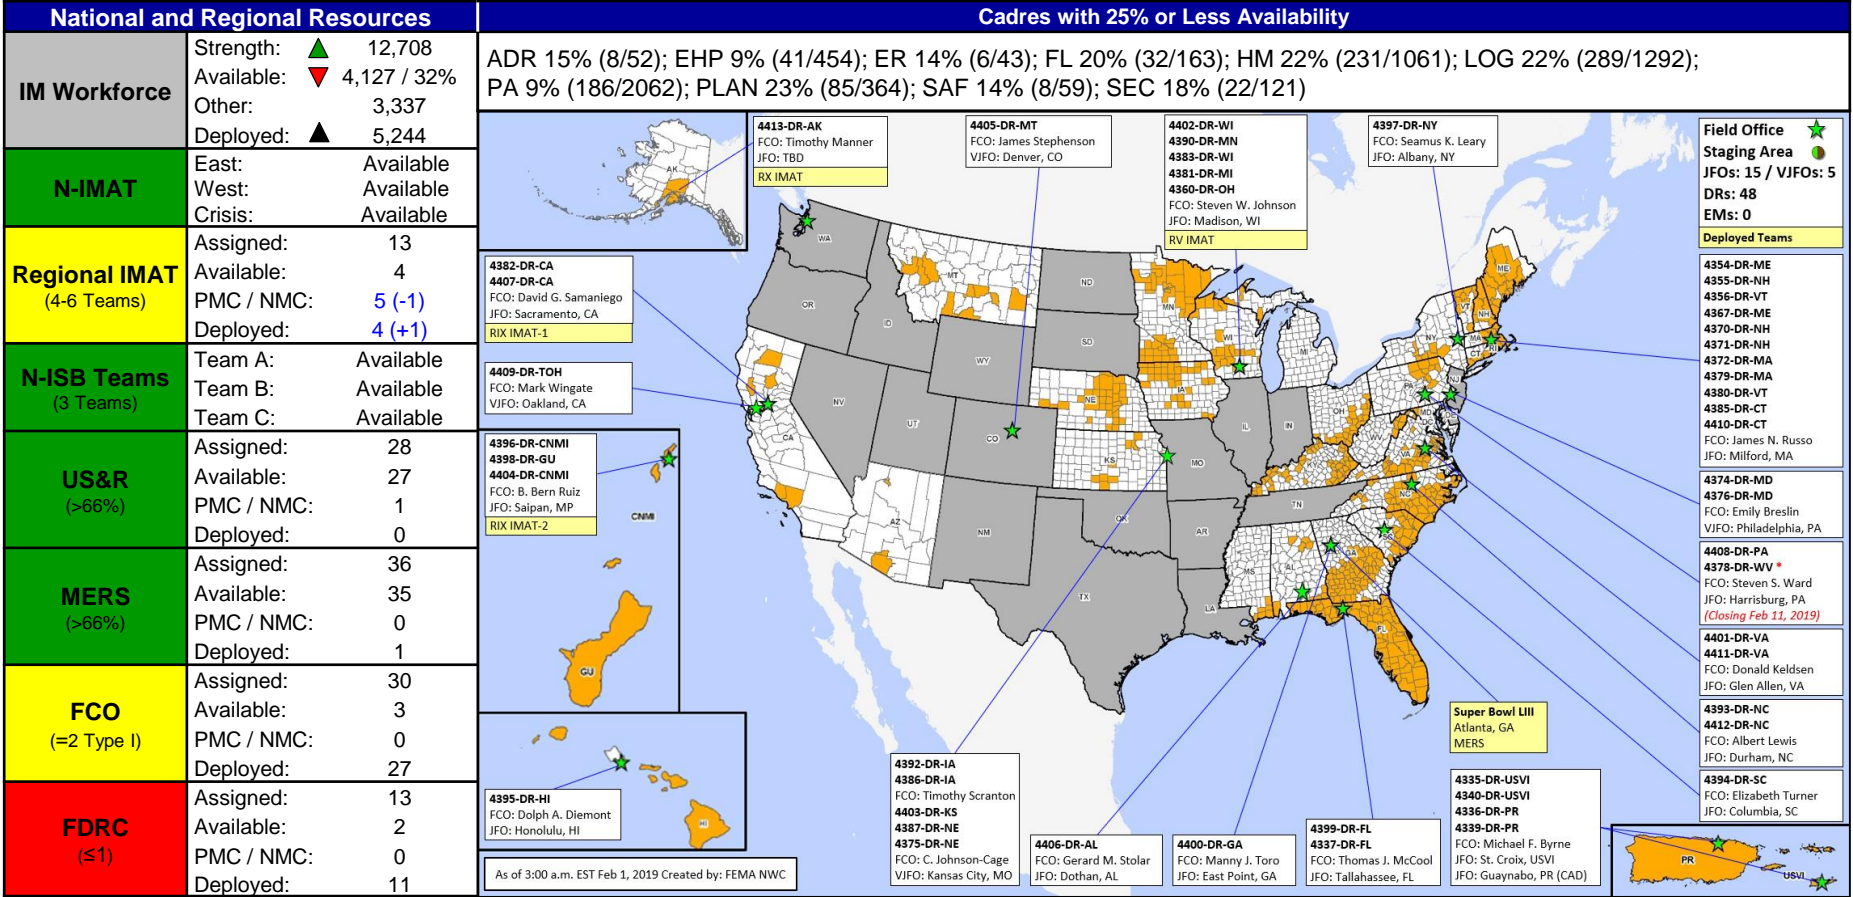 National and Regional Resources
Cadres with 25% or Less Availability
IM Workforce
Strength: 12,708
Available: 4,127 / 32%
Other: 3,337
Deployed: 5,244
ADR 15% (8/52); EHP 9% (41/454); ER 14% (6/43); FL 20% (32/163); HM 22% (231/1061); LOG 22% (289/1292);
PA 9% (186/2062); PLAN 23% (85/364); SAF 14% (8/59); SEC 18% (22/121)
N-IMAT
East: Available
West: Available
Crisis: Available
Regional IMAT
(4-6 Teams)
Assigned: 13
Available: 4
PMC / NMC: 5 (-1)
Deployed: 4 (+1)
N-ISB Teams
(3 Teams)
Team A: Available
Team B: Available
Team C: Available
US&R
(>66%)
Assigned: 28
Available: 27
PMC / NMC: 1
Deployed: 0
MERS
(>66%)
Assigned: 36
Available: 35
PMC / NMC: 0
Deployed: 1
FCO
(=2 Type I)
Assigned: 30
Available: 3
PMC / NMC: 0
Deployed: 27
FDRC
(≤1)
Assigned: 13
Available: 2
PMC / NMC: 0
Deployed: 11
4413-DR-AK
FCO: Timothy Manner
JFO: TBD
RX IMAT
4405-DR-MT
FCO: James Stephenson
VJFO: Denver, CO
4402-DR-WI
4390-DR-MN
4383-DR-WI
4381-DR-MI
4360-DR-OH
FCO: Steven W. Johnson
JFO: Madison, WI
RV IMAT
4397-DR-NY
FCO: Seamus K. Leary
JFO: Albany, NY
Field Office
Staging Area
JFOs: 15 / VJFOs: 5
DRs: 48
EMs: 0
Deployed Teams
4382-DR-CA
4407-DR-CA
FCO: David G. Samaniego
JFO: Sacramento, CA
RIX IMAT-1
4409-DR-TOH
FCO: Mark Wingate
VJFO: Oakland, CA
4396-DR-CNMI
4398-DR-GU
4404-DR-CNMI
FCO: B. Bern Ruiz
JFO: Saipan, MP
RIX IMAT-2
4395-DR-HI
FCO: Dolph A. Diemont
JFO: Honolulu, HI
As of 3:00 a.m. EST Feb 1, 2019 Created by: FEMA NWC
4354-DR-ME
4355-DR-NH
4356-DR-VT
4367-DR-ME
4370-DR-NH
4371-DR-NH
4372-DR-MA
4379-DR-MA
4380-DR-VT
4385-DR-CT
4410-DR-CT
FCO: James N. Russo
JFO: Milford, MA
4374-DR-MD
4376-DR-MD
FCO: Emily Breslin
VJFO: Philadelphia, PA
4408-DR-PA
4378-DR-WV *
FCO: Steven S. Ward
JFO: Harrisburg, PA
(Closing Feb 11, 2019)
4401-DR-VA
4411-DR-VA
FCO: Donald Keldsen
JFO: Glen Allen, VA
4393-DR-NC
4412-DR-NC
FCO: Albert Lewis
JFO: Durham, NC
4394-DR-SC
FCO: Elizabeth Turner
JFO: Columbia, SC
Super Bowl LIII
Atlanta, GA
MERS
4392-DR-IA
4386-DR-IA
FCO: Timothy Scranton
4403-DR-KS
4387-DR-NE
4375-DR-NE
FCO: C. Johnson-Cage
VJFO: Kansas City, MO
4406-DR-AL
FCO: Gerard M. Stolar
JFO: Dothan, AL
4400-DR-GA
FCO: Manny J. Toro
JFO: East Point, GA
4399-DR-FL
4337-DR-FL
FCO: Thomas J. McCool
JFO: Tallahassee, FL
4335-DR-USVI
4340-DR-USVI
4336-DR-PR
4339-DR-PR
FCO: Michael F. Byrne
JFO: St. Croix, USVI
JFO: Guaynabo, PR (CAD)
AK
WA
OR
ID
MT
ND
SD
WY
NV
UT
CO
CA
AZ
NM
TX
OK
KS
NE
MN
IA
MO
AR
LA
WI
MI
IL
IN
OH
KY
TN
MS
AL
GA
FL
SC
NC
VA
WV
MD
DC
DE
PA
NJ
NY
CT
RI
MA
VT
NH
ME
CNMI
GU
HI
PR
USVI